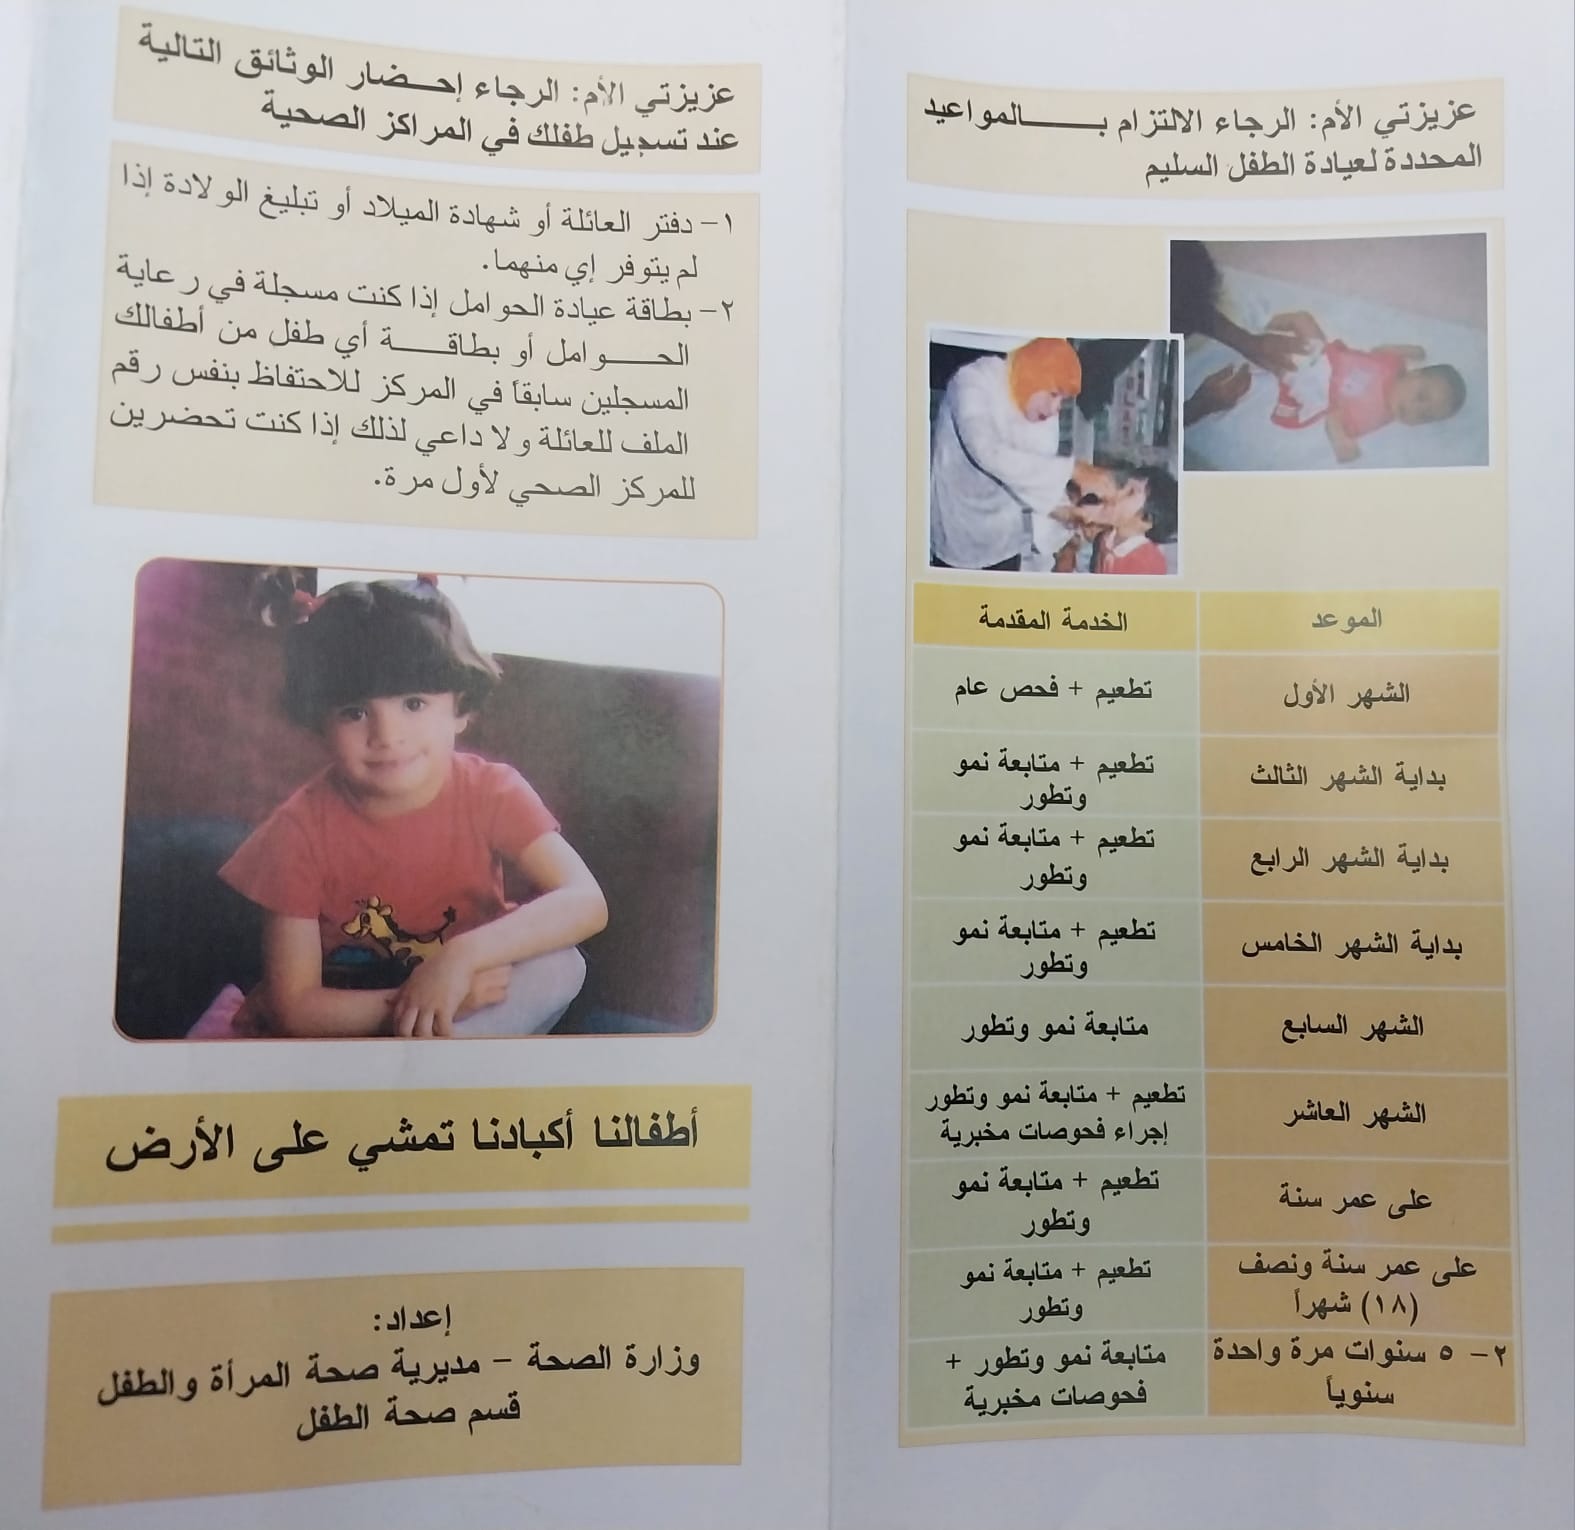 عزيزتي الأم: الرجاء الالتزام بالمواعيد
المحددة لعيادة الطفل السليم
الموعد
الخدمة المقدمة
الشهر الأول
تطعيم + فحص عام
بداية الشهر الثالث
تطعيم + متابعة نمو
وتطور
بداية الشهر الرابع
تطعيم + متابعة نمو
وتطور
بداية الشهر الخامس
تطعيم + متابعة نمو
وتطور
الشهر السابع
متابعة نمو وتطور
الشهر العاشر
تطعيم + متابعة نمو وتطور
إجراء فحوصات مخبرية
على عمر سنة
تطعيم + متابعة نمو
وتطور
على عمر سنة ونصف
(١٨) شهراً
تطعيم + متابعة نمو
وتطور
٢- ٥ سنوات مرة واحدة
سنوياً
متابعة نمو وتطور +
فحوصات مخبرية
عزيزتي الأم: الرجاء إحضار الوثائق التالية
عند تسجيل طفلك في المراكز الصحية
١- دفتر العائلة أو شهادة الميلاد أو تبليغ الولادة إذا
لم يتوفر إي منهما.
٢- بطاقة عيادة الحوامل إذا كنت مسجلة في رعاية
الحوامل أو بطاقة أي طفل من أطفالك
المسجلين سابقاً في المركز للاحتفاظ بنفس رقم
الملف للعائلة ولا داعي لذلك إذا كنت تحضرين
للمركز الصحي لأول مرة.
أطفالنا أكبادنا تمشي على الأرض
إعداد:
وزارة الصحة - مديرية صحة المرأة والطفل
قسم صحة الطفل